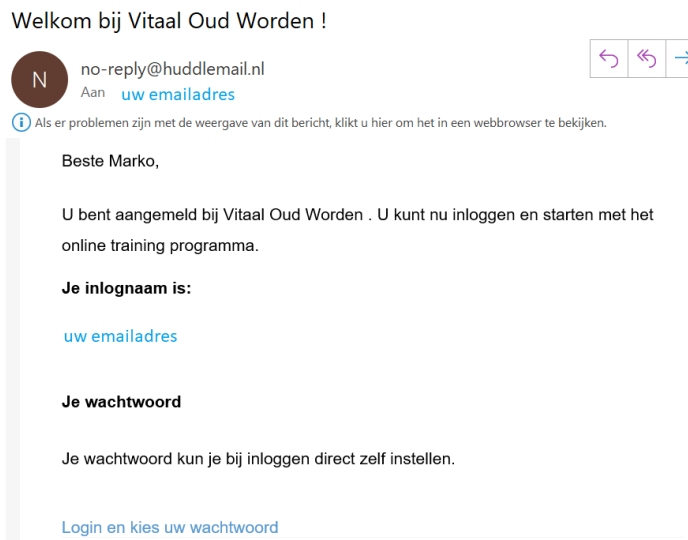 Welkom bij Vitaal Oud Worden !
N
no-reply@huddlemail.nl
Aan uw emailadres
Als er problemen zijn met de weergave van dit bericht, klikt u hier om het in een webbrowser te bekijken.
Beste Marko,
U bent aangemeld bij Vitaal Oud Worden . U kunt nu inloggen en starten met het
online training programma.
Je inlognaam is:
uw emailadres
Je wachtwoord
Je wachtwoord kun je bij inloggen direct zelf instellen.
Login en kies uw wachtwoord